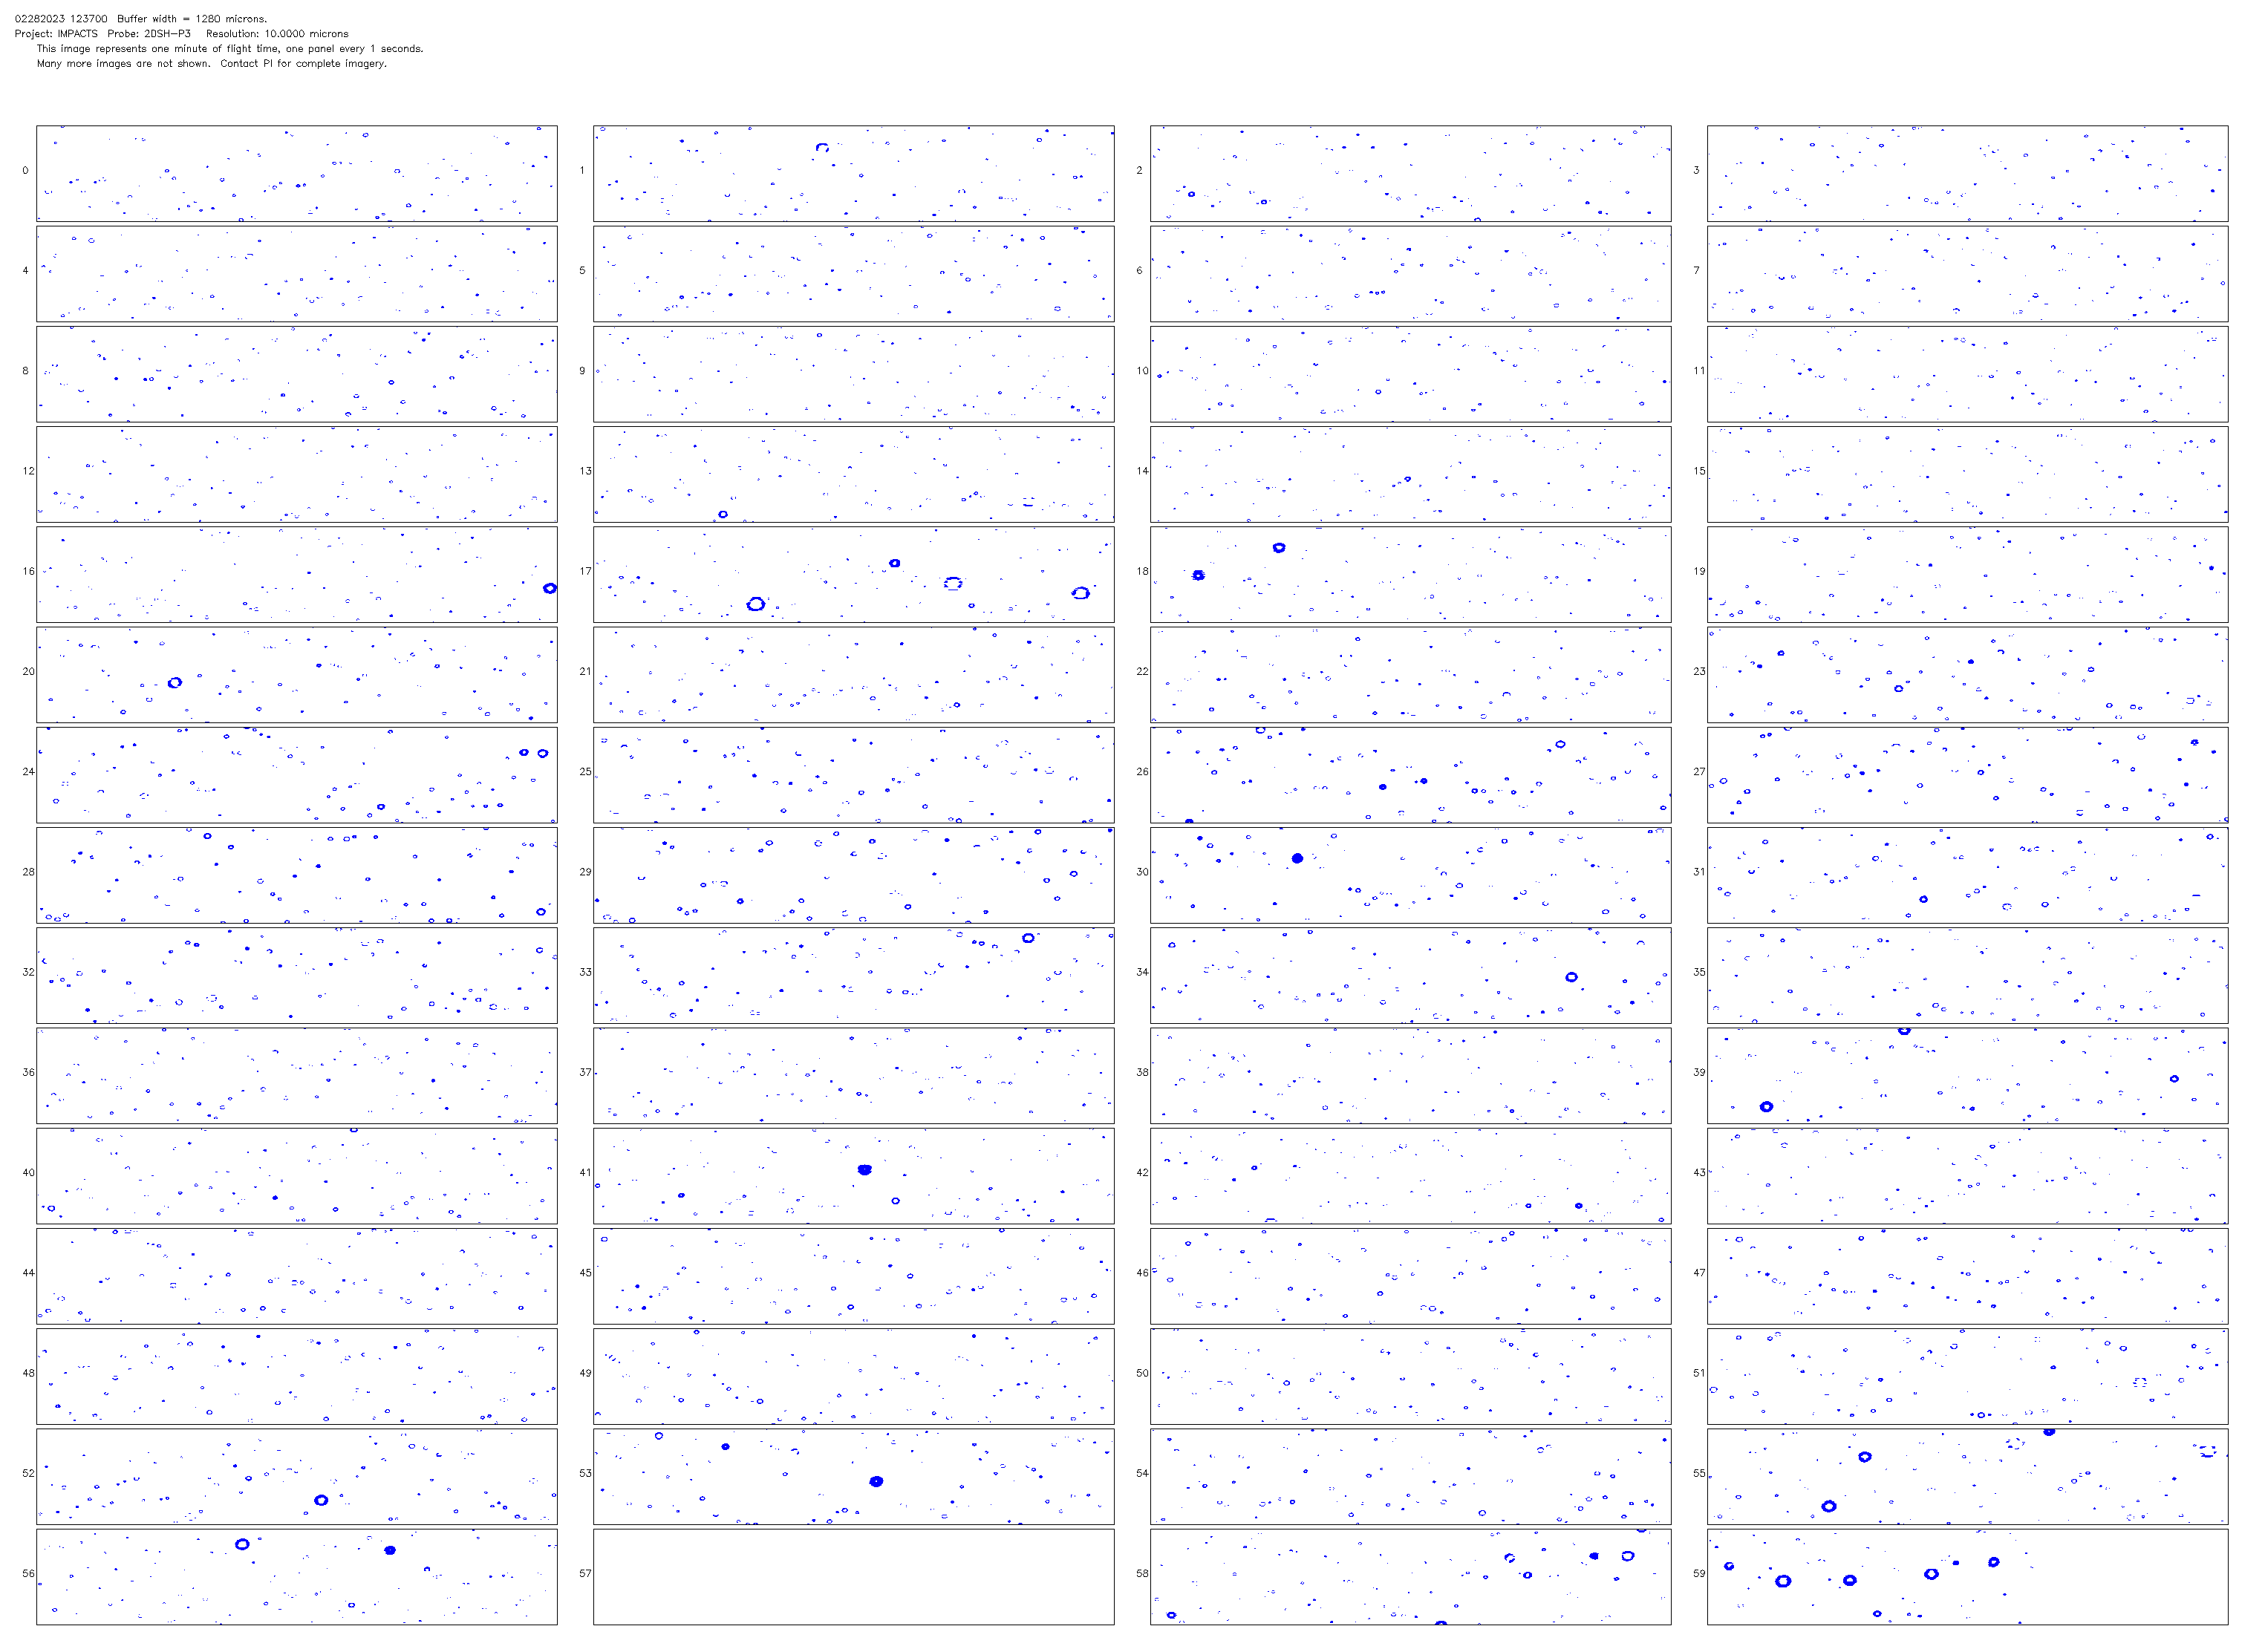 02282023 123700  Buffer width = 1280 microns.
Project: IMPACTS  Probe: 2DSH-P3    Resolution: 10.0000 microns
This image represents one minute of flight time, one panel every 1 seconds.
Many more images are not shown.  Contact PI for complete imagery.
0 1 2 3
4 5 6 7
8 9 10 11
12 13 14 15
16 17 18 19
20 21 22 23
24 25 26 27
28 29 30 31
32 33 34 35
36 37 38 39
40 41 42 43
44 45 46 47
48 49 50 51
52 53 54 55
56 57 58 59